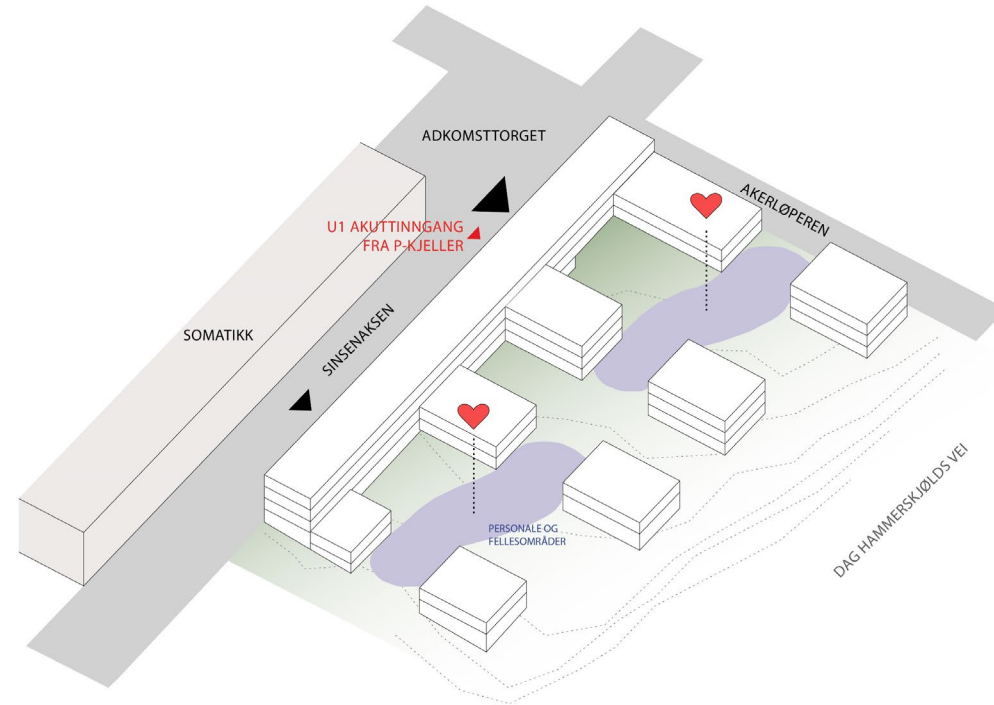 ADKOMSTTORGET
AKERLØPEREN
U1 AKUTTINNGANG
FRA P-KJELLER
SOMATIKK
SINSENAKSEN
PERSONALE OG
FELLESOMRÅDER
DAG HAMMERSKJØLDS VEI